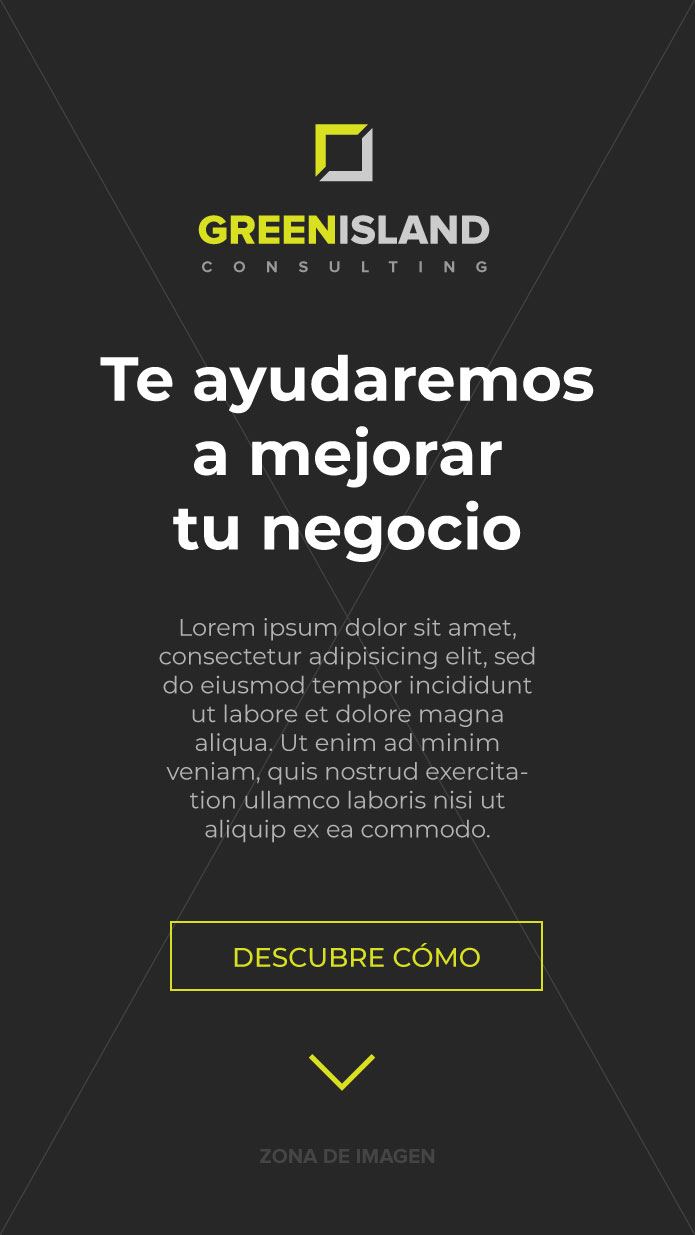 GREENISLAND
CONSULTING
Te ayudaremos
a mejorar
tu negocio
Lorem ipsum dolor sit amet,
consectetur adipisicing elit, sed
do eiusmod tempor incididunt
ut labore et dolore magna
aliqua. Ut enim ad minim
veniam, quis nostrud exercita-
tion ullamco laboris nisi ut
aliquip ex ea commodo.
DESCUBRE CÓMO
ZONA DE IMAGEN